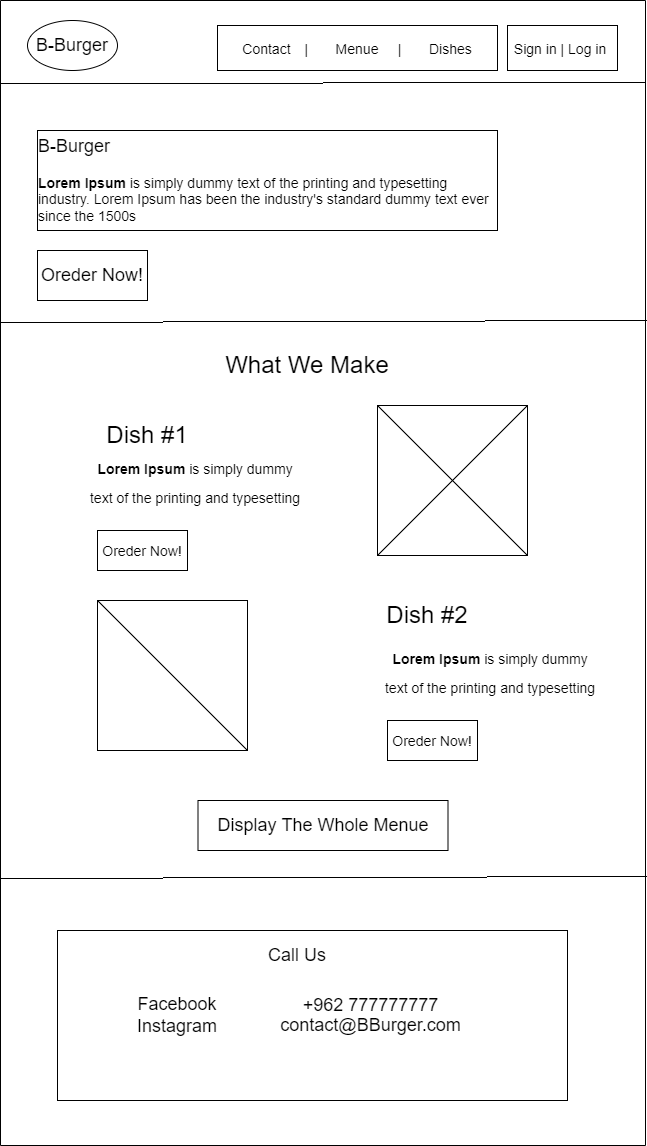 B-Burger
Contact | Menue | Dishes
Sign in | Log in
B-Burger
Lorem Ipsum is simply dummy text of the printing and typesetting
industry. Lorem Ipsum has been the industry's standard dummy text ever
since the 1500s
Oreder Now!
What We Make
Dish #1
Lorem Ipsum is simply dummy
text of the printing and typesetting
Oreder Now!
Dish #2
Lorem Ipsum is simply dummy
text of the printing and typesetting
Oreder Now!
Display The Whole Menue
Call Us
Facebook
Instagram
+962 777777777
contact@BBurger.com